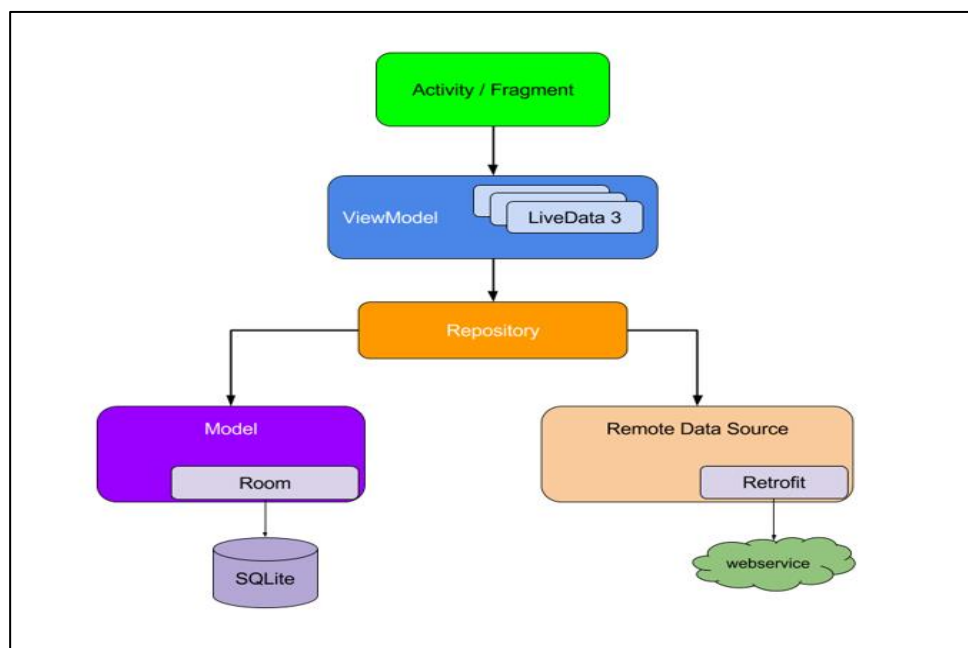 Activity / Fragment
ViewModel
LiveData 3
Repository
Model
Remote Data Source
Room
Retrofit
SQLite
webservice